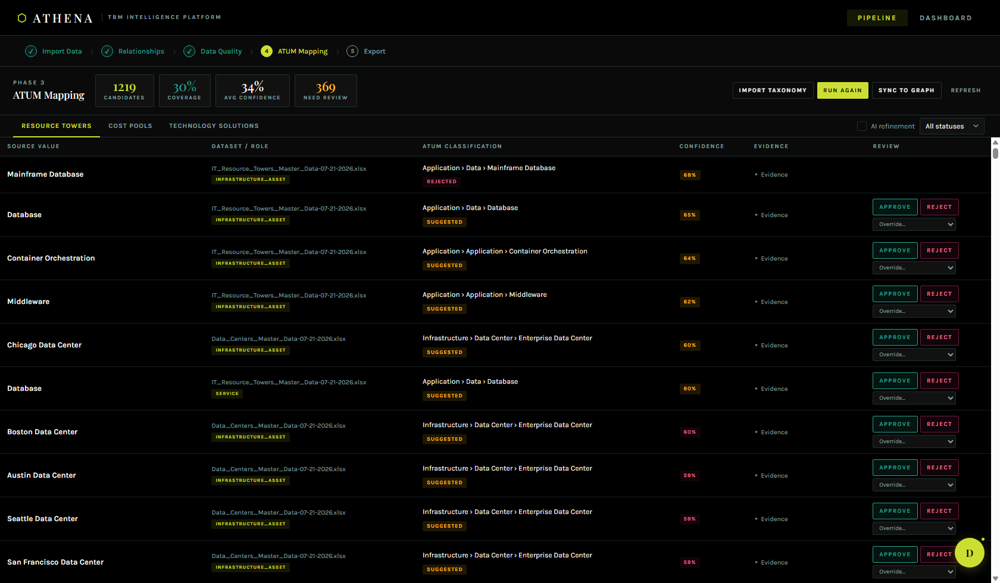 ATHENA
TBM INTELLIGENCE PLATFORM
PIPELINE
DASHBOARD
Import Data
Relationships
Data Quality
4 ATUM Mapping
5 Export
PHASE 3
ATUM Mapping
1219
CANDIDATES
30%
COVERAGE
34%
AVG CONFIDENCE
369
NEED REVIEW
IMPORT TAXONOMY
RUN AGAIN
SYNC TO GRAPH
REFRESH
RESOURCE TOWERS
COST POOLS
TECHNOLOGY SOLUTIONS
AI refinement
All statuses
SOURCE VALUE
DATASET / ROLE
ATUM CLASSIFICATION
CONFIDENCE
EVIDENCE
REVIEW
Mainframe Database
IT_Resource_Towers_Master_Data-07-21-2026.xlsx
INFRASTRUCTURE_ASSET
Application › Data › Mainframe Database
REJECTED
68%
Evidence
Database
IT_Resource_Towers_Master_Data-07-21-2026.xlsx
INFRASTRUCTURE_ASSET
Application › Data › Database
SUGGESTED
65%
Evidence
APPROVE
REJECT
Override...
Container Orchestration
IT_Resource_Towers_Master_Data-07-21-2026.xlsx
INFRASTRUCTURE_ASSET
Application › Application › Container Orchestration
SUGGESTED
64%
Evidence
APPROVE
REJECT
Override...
Middleware
IT_Resource_Towers_Master_Data-07-21-2026.xlsx
INFRASTRUCTURE_ASSET
Application › Application › Middleware
SUGGESTED
62%
Evidence
APPROVE
REJECT
Override...
Chicago Data Center
Data_Centers_Master_Data-07-21-2026.xlsx
INFRASTRUCTURE_ASSET
Infrastructure › Data Center › Enterprise Data Center
SUGGESTED
60%
Evidence
APPROVE
REJECT
Override...
Database
IT_Resource_Towers_Master_Data-07-21-2026.xlsx
SERVICE
Application › Data › Database
SUGGESTED
60%
Evidence
APPROVE
REJECT
Override...
Boston Data Center
Data_Centers_Master_Data-07-21-2026.xlsx
INFRASTRUCTURE_ASSET
Infrastructure › Data Center › Enterprise Data Center
SUGGESTED
60%
Evidence
APPROVE
REJECT
Override...
Austin Data Center
Data_Centers_Master_Data-07-21-2026.xlsx
INFRASTRUCTURE_ASSET
Infrastructure › Data Center › Enterprise Data Center
SUGGESTED
59%
Evidence
APPROVE
REJECT
Override...
Seattle Data Center
Data_Centers_Master_Data-07-21-2026.xlsx
INFRASTRUCTURE_ASSET
Infrastructure › Data Center › Enterprise Data Center
SUGGESTED
59%
Evidence
APPROVE
REJECT
Override...
San Francisco Data Center
Data_Centers_Master_Data-07-21-2026.xlsx
INFRASTRUCTURE_ASSET
Infrastructure › Data Center › Enterprise Data Center
SUGGESTED
59%
Evidence
APPROVE
REJECT
Override...
D